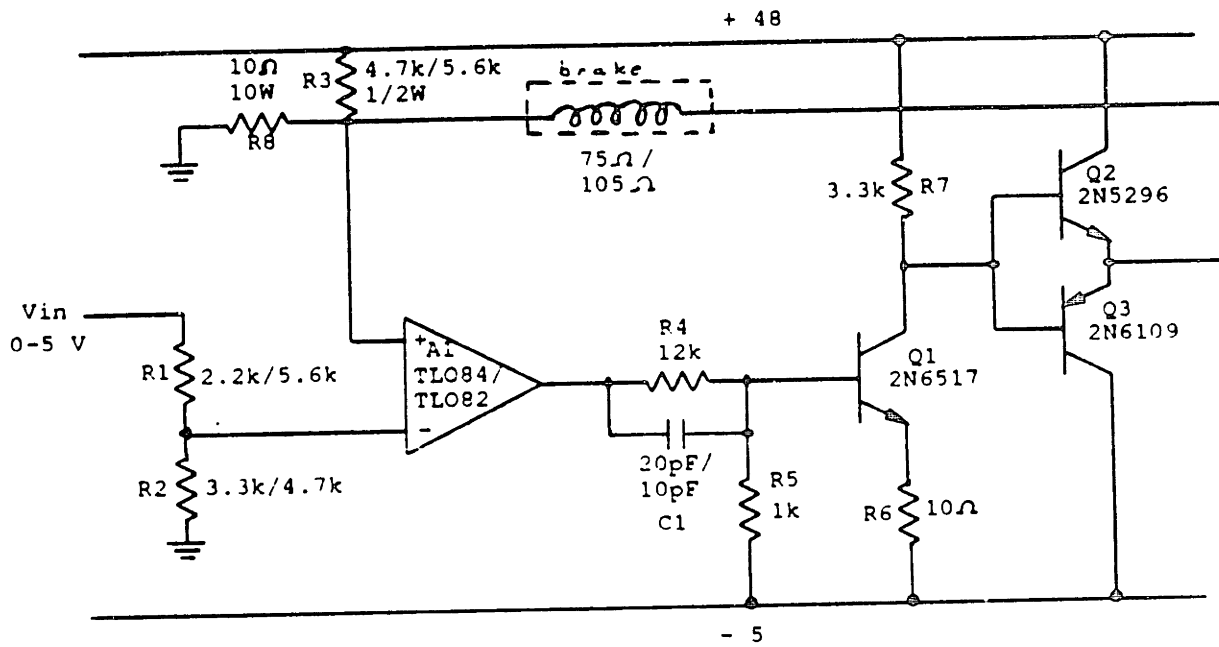 + 48
10Ω
10W
R8
R3
4.7k/5.6k
1/2W
brake
75Ω/
105Ω
3.3k
R7
Q2
2N5296
Vin
0-5 V
R1
2.2k/5.6k
R2
3.3k/4.7k
+
A1
TL084/
TL082
-
R4
12k
20pF/
10pF
C1
R5
1k
Q1
2N6517
R6
10Ω
Q3
2N6109
- 5